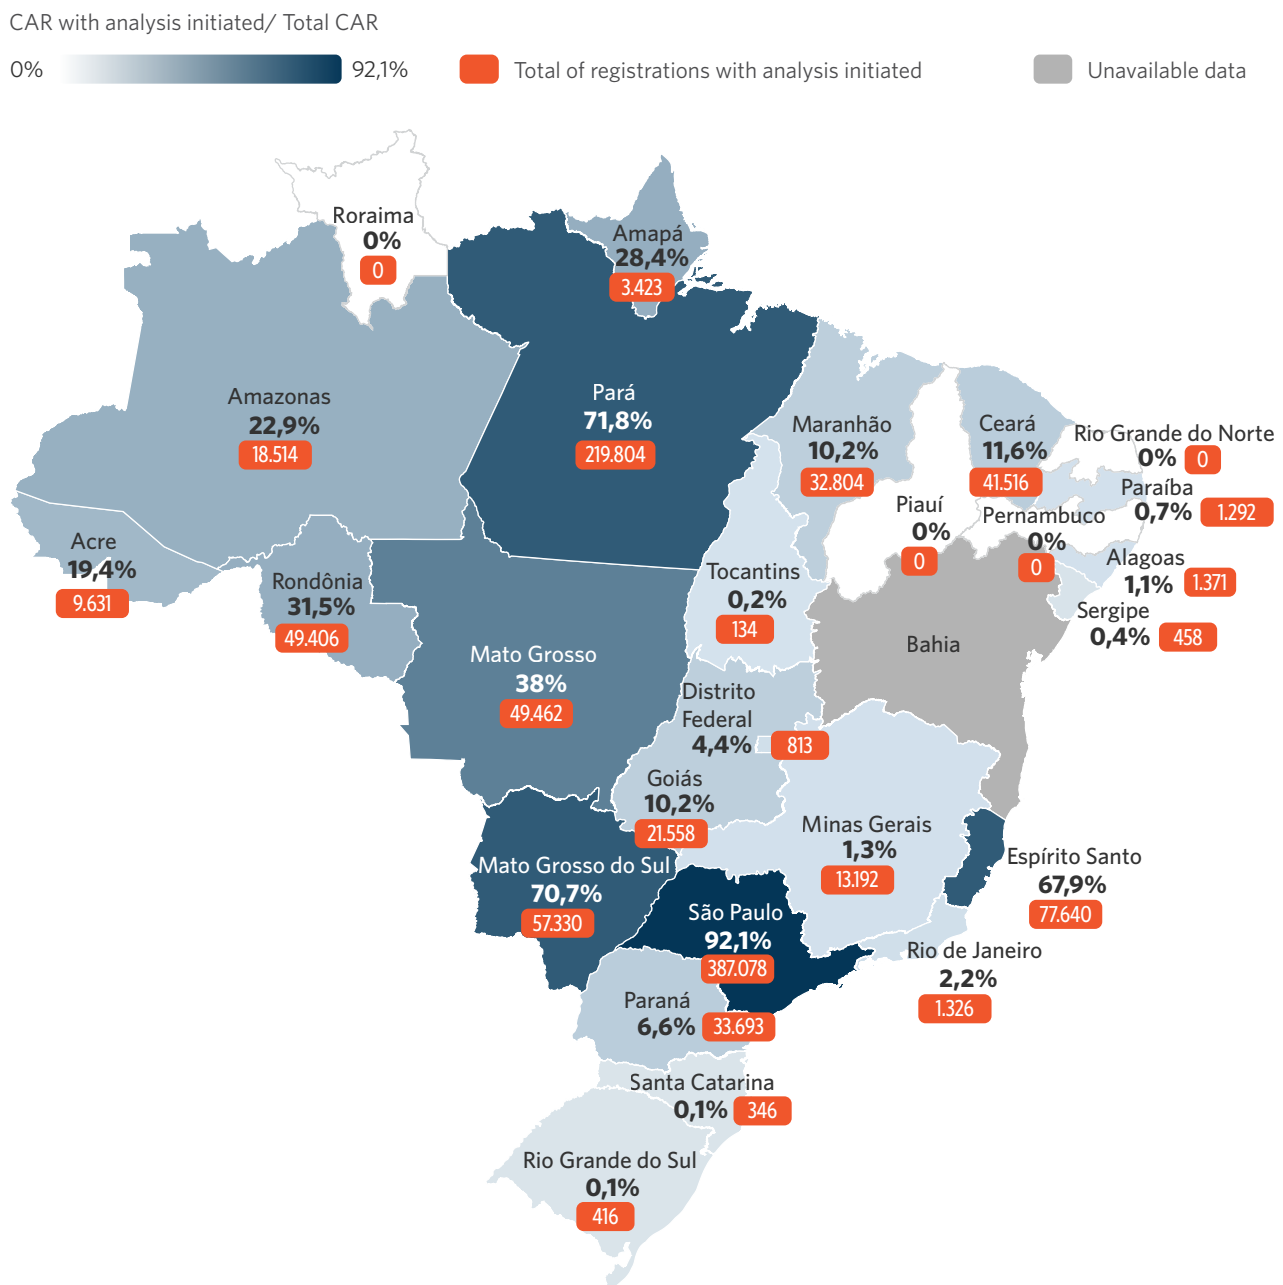 CAR with analysis initiated/ Total CAR
0%
92,1%
Total of registrations with analysis initiated
Unavailable data
Roraima
0%
0
Amapá
28,4%
3.423
Amazonas
22,9%
18.514
Pará
71,8%
219.804
Maranhão
10,2%
32.804
Ceará
11,6%
41.516
Rio Grande do Norte
0%
0
Paraíba
0,7%
1.292
Piauí
0%
0
Pernambuco
0%
0
Alagoas
1,1%
1.371
Sergipe
0,4%
458
Acre
19,4%
9.631
Rondônia
31,5%
49.406
Tocantins
0,2%
134
Bahia
Mato Grosso
38%
49.462
Distrito
Federal
4,4%
813
Goiás
10,2%
21.558
Minas Gerais
1,3%
13.192
Espírito Santo
67,9%
77.640
Mato Grosso do Sul
70,7%
57.330
São Paulo
92,1%
387.078
Rio de Janeiro
2,2%
1.326
Paraná
6,6%
33.693
Santa Catarina
0,1%
346
Rio Grande do Sul
0,1%
416